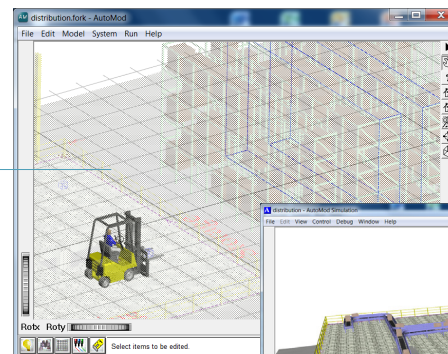 distribution.fork - AutoMod
File Edit Model System Run Help
distribution - AutoMod Simulation
File Edit View Control Debug Window Help
Rotx Roty
Select items to be edited.